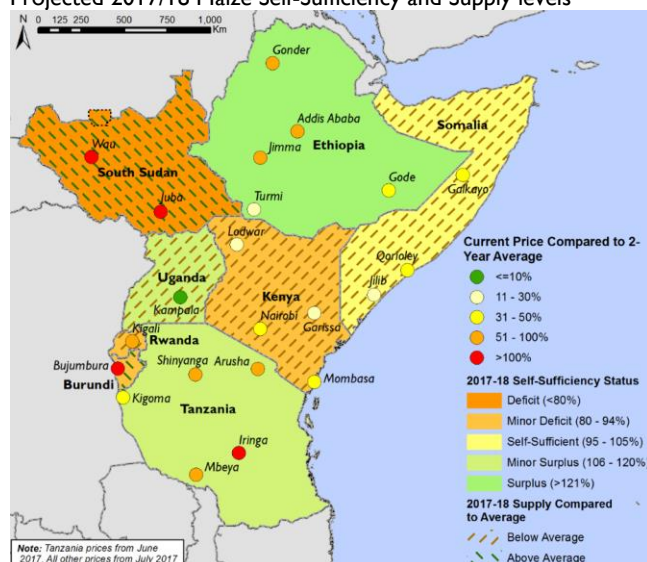 Projected 2017/18 Maize Self-Sufficiency and Supply levels
N
0 125 250 500 750 1,000
Km
Gonder
Addis Ababa
Jimma
Ethiopia
Somalia
Wau
South Sudan
Juba
Gode
Galkayo
Turmi
Lodwar
Qorioley
Jilib
Uganda
Kampala
Kenya
Nairobi
Garissa
Kigali
Rwanda
Bujumbura
Burundi
Shinyanga
Arusha
Mombasa
Kigoma
Tanzania
Iringa
Mbeya
Current Price Compared to 2-
Year Average
<=10%
11 - 30%
31 - 50%
51 - 100%
>100%
2017-18 Self-Sufficiency Status
Deficit (<80%)
Minor Deficit (80 - 94%)
Self-Sufficient (95 - 105%)
Minor Surplus (106 - 120%)
Surplus (>121%)
2017-18 Supply Compared
to Average
Below Average
Above Average
Note: Tanzania prices from June
2017. All other prices from July 2017